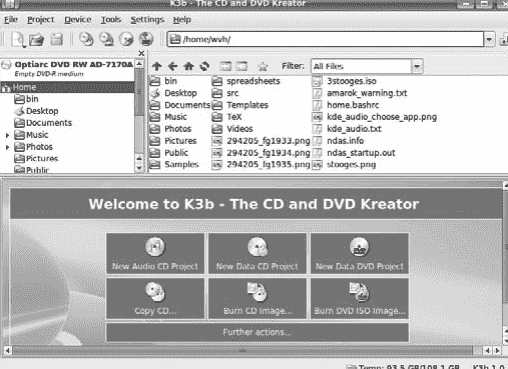 K3b - The CD and DVD Kreator
File Project Device Tools Settings Help
/home/wvh/
Optiarc DVD RW AD-7170A
Empty DVD-R medium
Home
bin
Desktop
Documents
Music
Photos
Pictures
Public
Filter: All Files
bin spreadsheets 3stooges.iso
Desktop src amarok_warning.txt
Documents Templates home.bashrc
Music TeX kde_audio_choose_app.png
Photos Videos kde_audio.txt
Pictures 294205_fg1933.png ndas.info
Public 294205_fg1934.png ndas_startup.out
Samples 294205_fg1935.png stooges.png
Welcome to K3b - The CD and DVD Kreator
New Audio CD Project New Data CD Project New Data DVD Project
Copy CD... Burn CD Image... Burn DVD ISO Image...
Further actions...
Temp: 93.5 GB/108.1 GB K3b 1.0